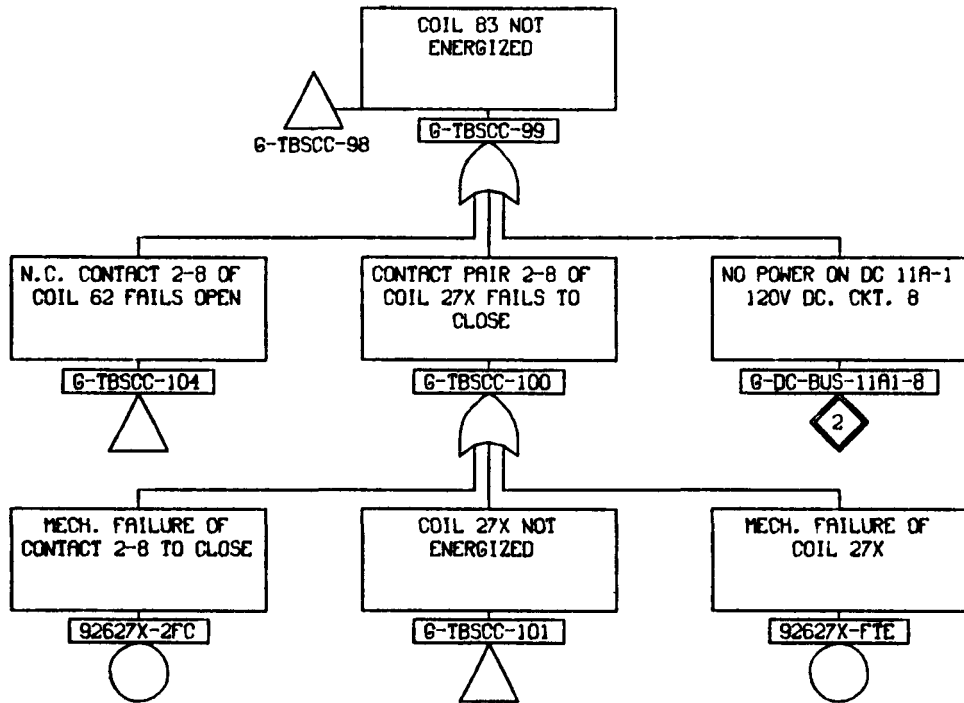 COIL 83 NOT
ENERGIZED
G-TBSCC-98
G-TBSCC-99
N.C. CONTACT 2-8 OF
COIL 62 FAILS OPEN
CONTACT PAIR 2-8 OF
COIL 27X FAILS TO
CLOSE
NO POWER ON DC 11A-1
120V DC. CKT. 8
G-TBSCC-104
G-TBSCC-100
G-DC-BUS-11A1-8
2
MECH. FAILURE OF
CONTACT 2-8 TO CLOSE
COIL 27X NOT
ENERGIZED
MECH. FAILURE OF
COIL 27X
92627X-2FC
G-TBSCC-101
92627X-FTE